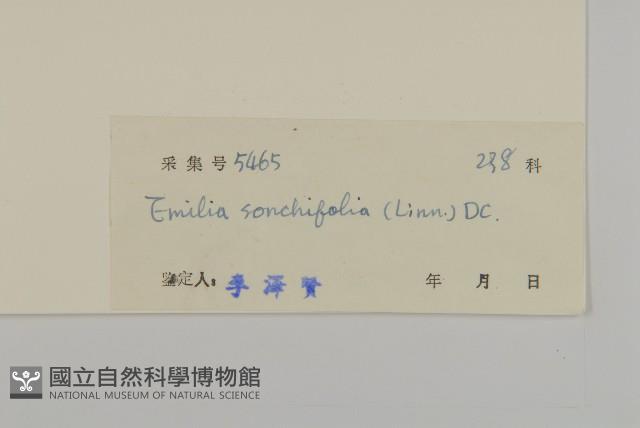 采集号 5465 238 科
Emilia sonchifolia (Linn.) DC.
鉴定人: 李泽贤 年 月 日
國立自然科學博物館
NATIONAL MUSEUM OF NATURAL SCIENCE